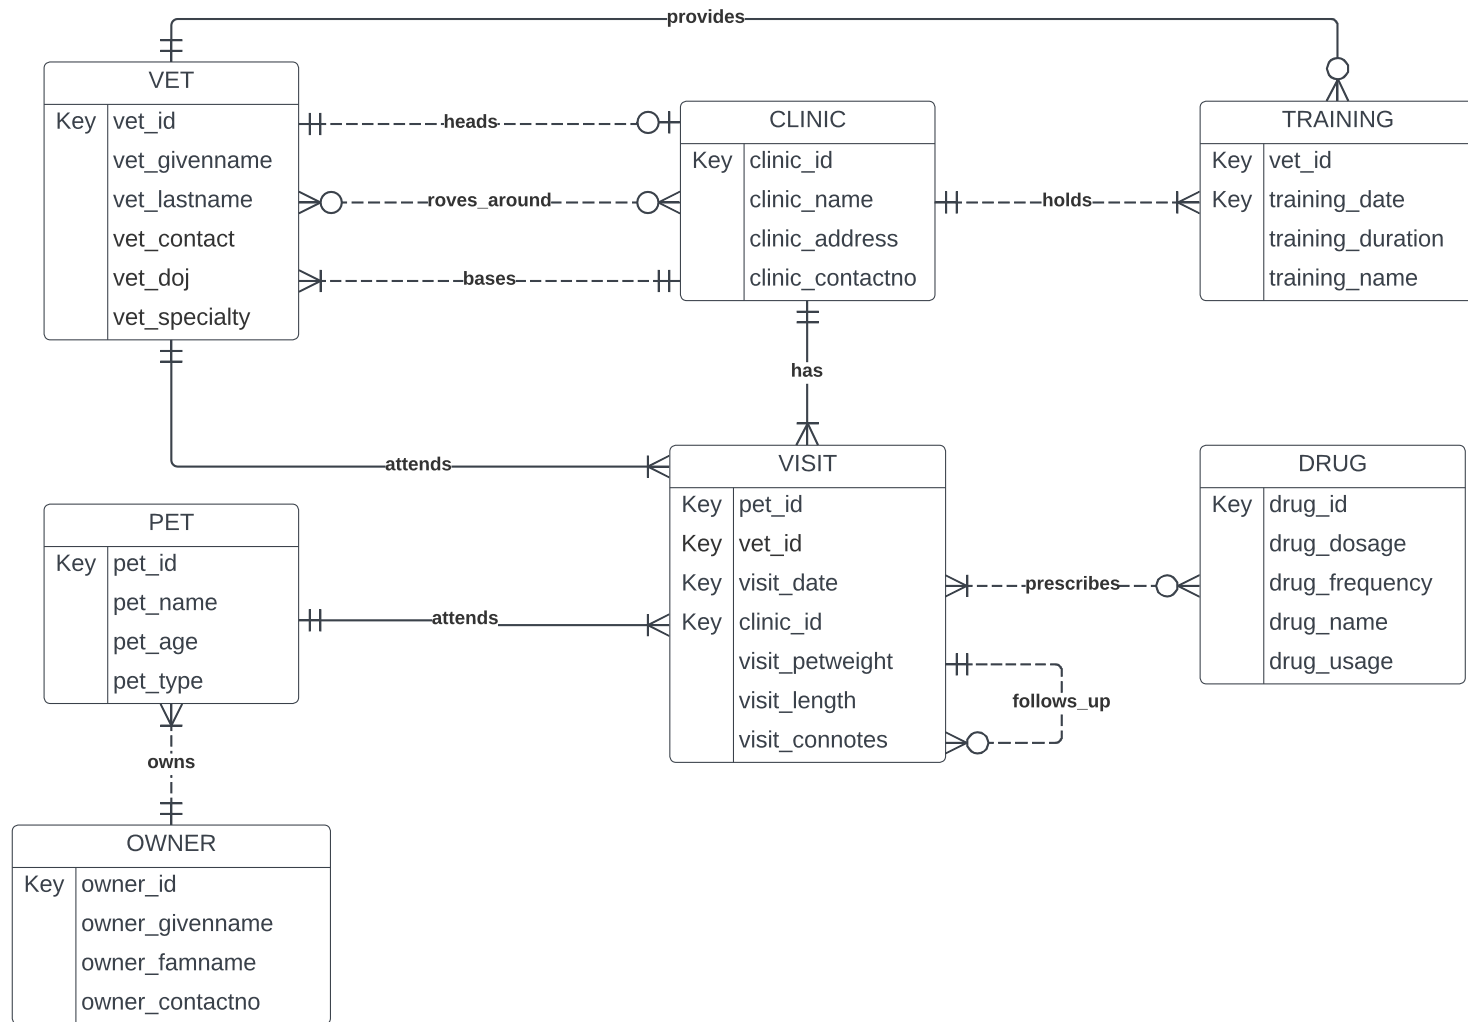 provides
VET
Key vet_id
vet_givenname
vet_lastname
vet_contact
vet_doj
vet_specialty
heads
roves_around
bases
CLINIC
Key clinic_id
clinic_name
clinic_address
clinic_contactno
holds
TRAINING
Key vet_id
Key training_date
training_duration
training_name
has
attends
VISIT
Key pet_id
Key vet_id
Key visit_date
Key clinic_id
visit_petweight
visit_length
visit_connotes
prescribes
follows_up
DRUG
Key drug_id
drug_dosage
drug_frequency
drug_name
drug_usage
PET
Key pet_id
pet_name
pet_age
pet_type
attends
owns
OWNER
Key owner_id
owner_givenname
owner_famname
owner_contactno